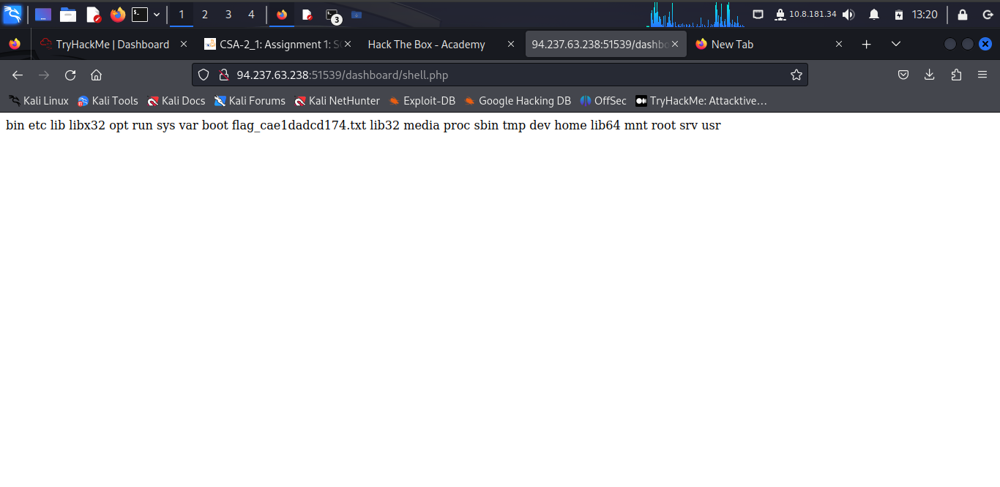 1 2 3 4 3 10.8.181.34 13:20
TryHackMe | Dashboard CSA-2_1: Assignment 1: S Hack The Box - Academy 94.237.63.238:51539/dashbo New Tab
94.237.63.238:51539/dashboard/shell.php
Kali Linux Kali Tools Kali Docs Kali Forums Kali NetHunter Exploit-DB Google Hacking DB OffSec TryHackMe: Attacktive...
bin etc lib libx32 opt run sys var boot flag_cae1dadcd174.txt lib32 media proc sbin tmp dev home lib64 mnt root srv usr